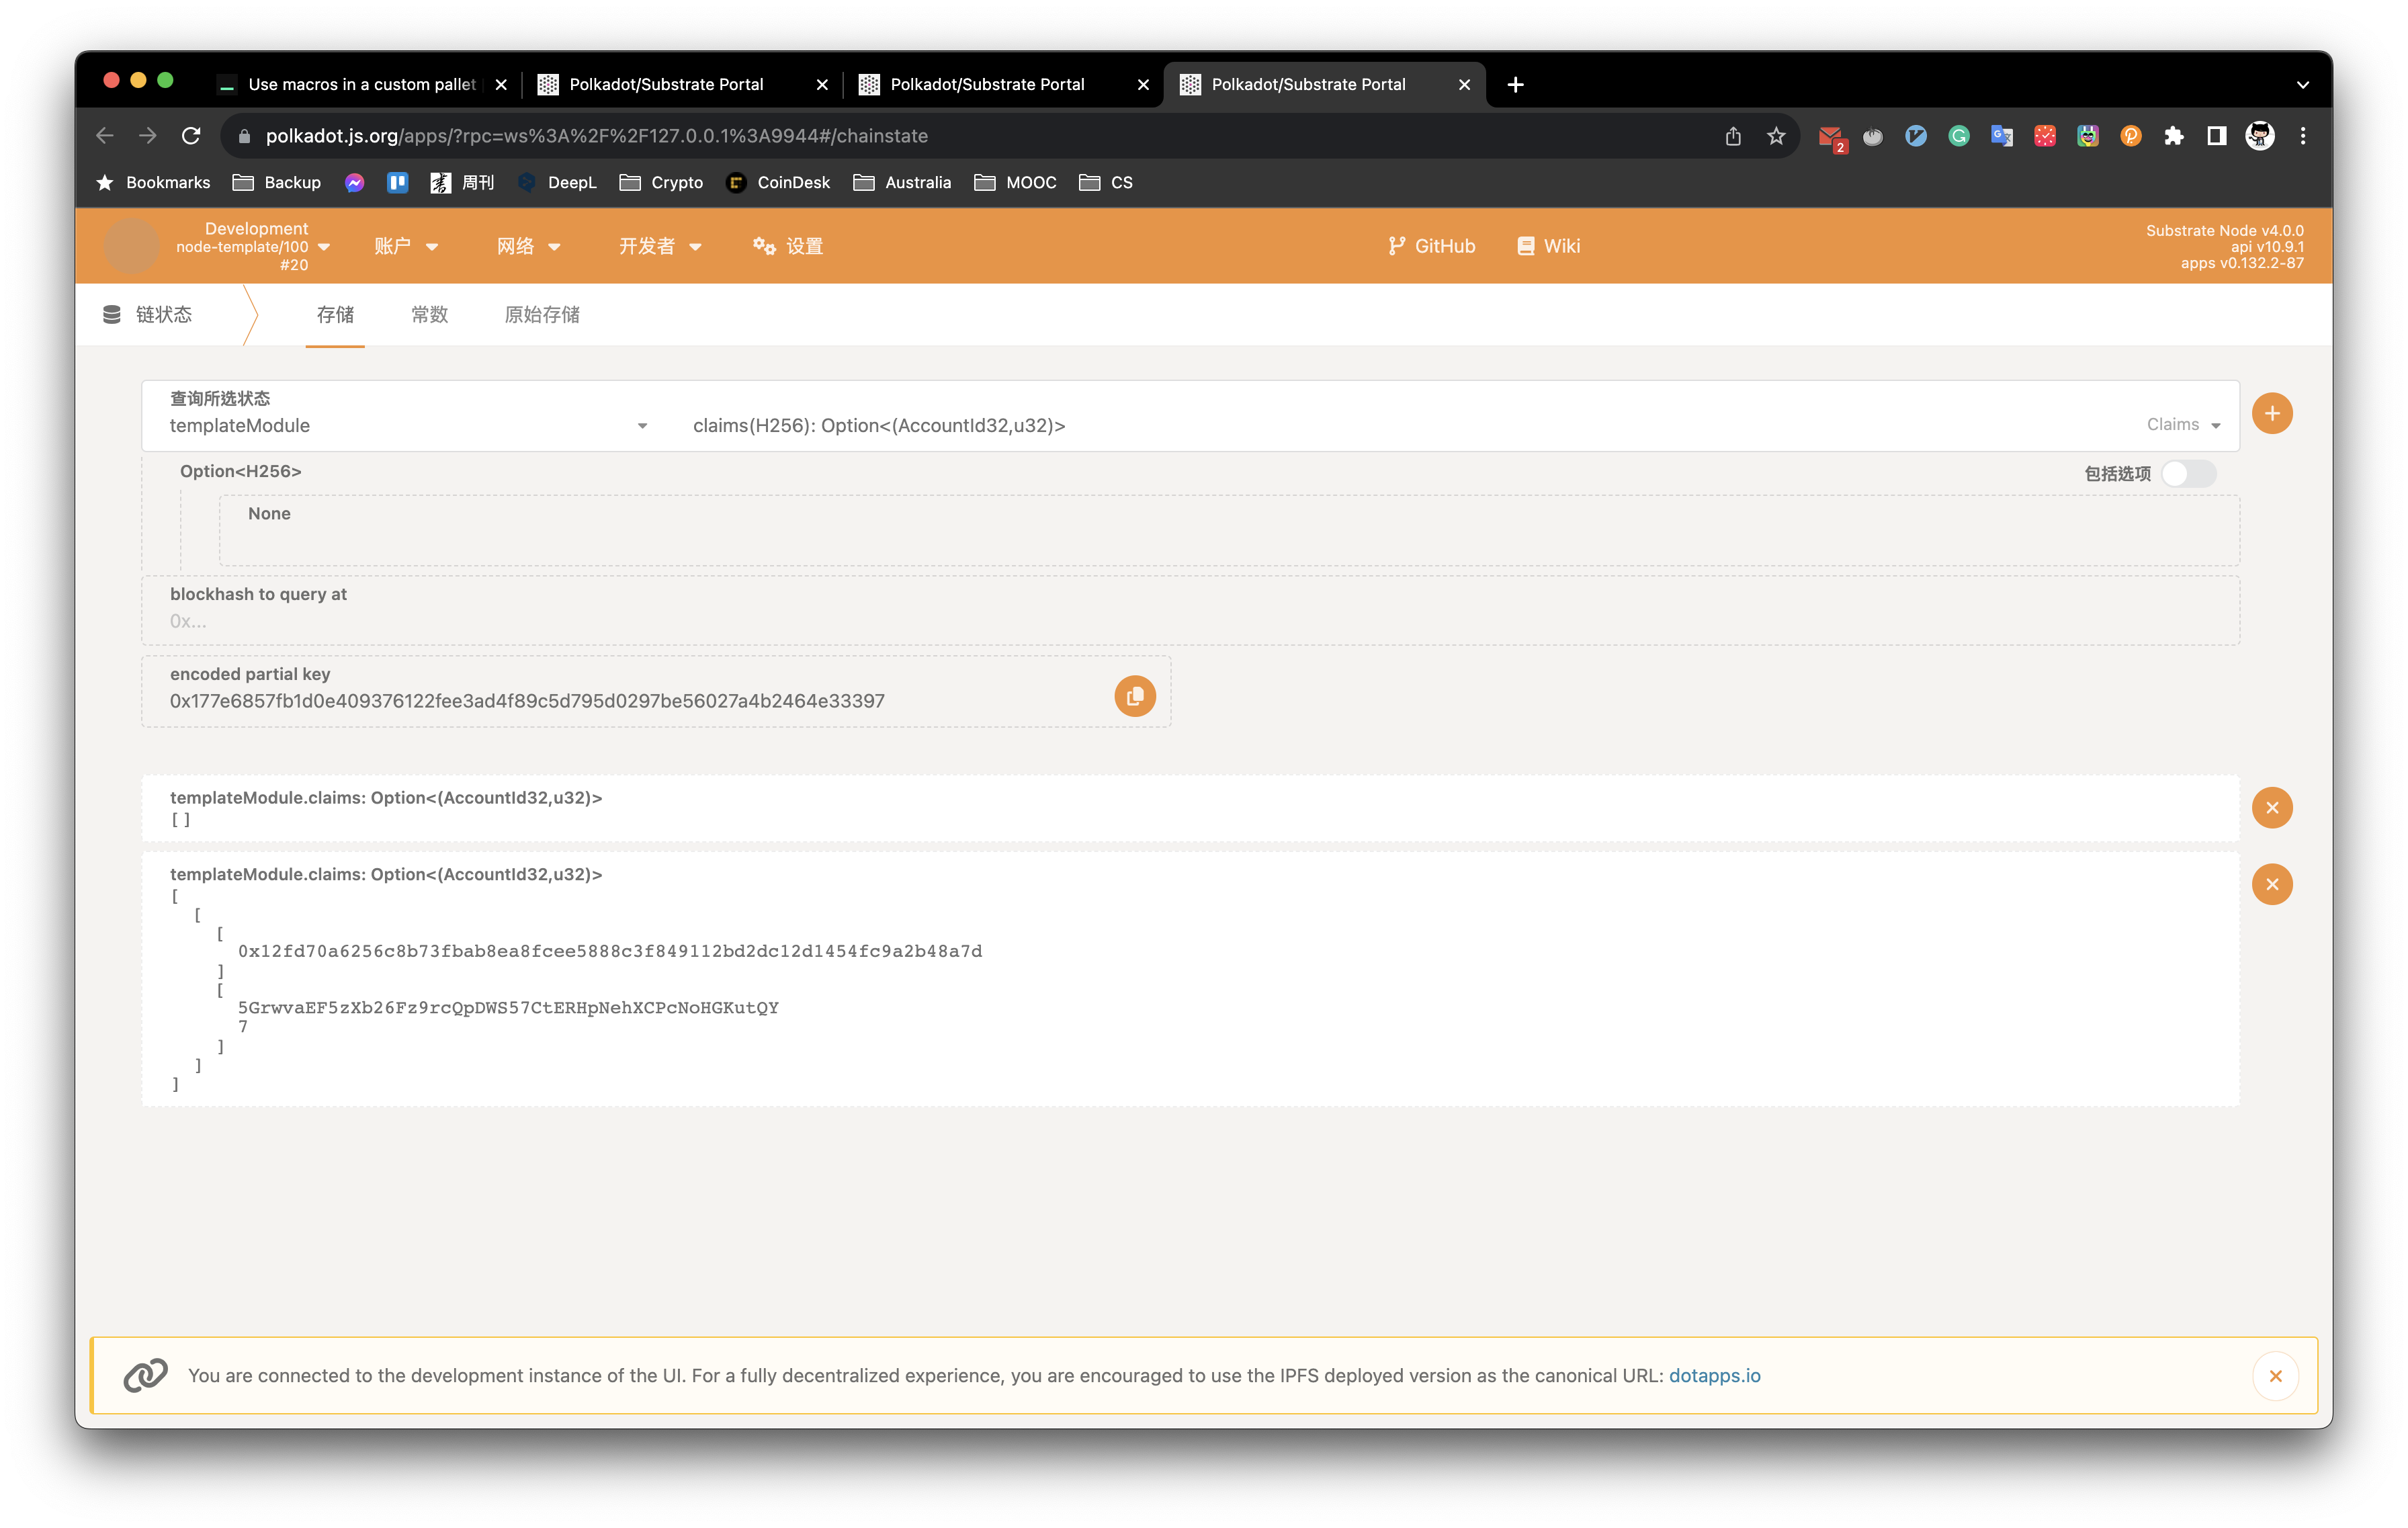 Use macros in a custom pallet
Polkadot/Substrate Portal
Polkadot/Substrate Portal
Polkadot/Substrate Portal
polkadot.js.org/apps/?rpc=ws%3A%2F%2F127.0.0.1%3A9944#/chainstate
2
Bookmarks Backup 周刊 DeepL Crypto CoinDesk Australia MOOC CS
Development
node-template/100
#20
账户 网络 开发者 设置
GitHub Wiki
Substrate Node v4.0.0
api v10.9.1
apps v0.132.2-87
链状态 存储 常数 原始存储
查询所选状态
templateModule claims(H256): Option<(AccountId32,u32)> Claims
Option<H256> 包括选项
None
blockhash to query at
0x...
encoded partial key
0x177e6857fb1d0e409376122fee3ad4f89c5d795d0297be56027a4b2464e33397
templateModule.claims: Option<(AccountId32,u32)>
[]
templateModule.claims: Option<(AccountId32,u32)>
[
[
[
0x12fd70a6256c8b73fbab8ea8fcee5888c3f849112bd2dc12d1454fc9a2b48a7d
]
[
5GrwvaEF5zXb26Fz9rcQpDWS57CtERHpNehXCPcNoHGKutQY
7
]
]
]
You are connected to the development instance of the UI. For a fully decentralized experience, you are encouraged to use the IPFS deployed version as the canonical URL: dotapps.io